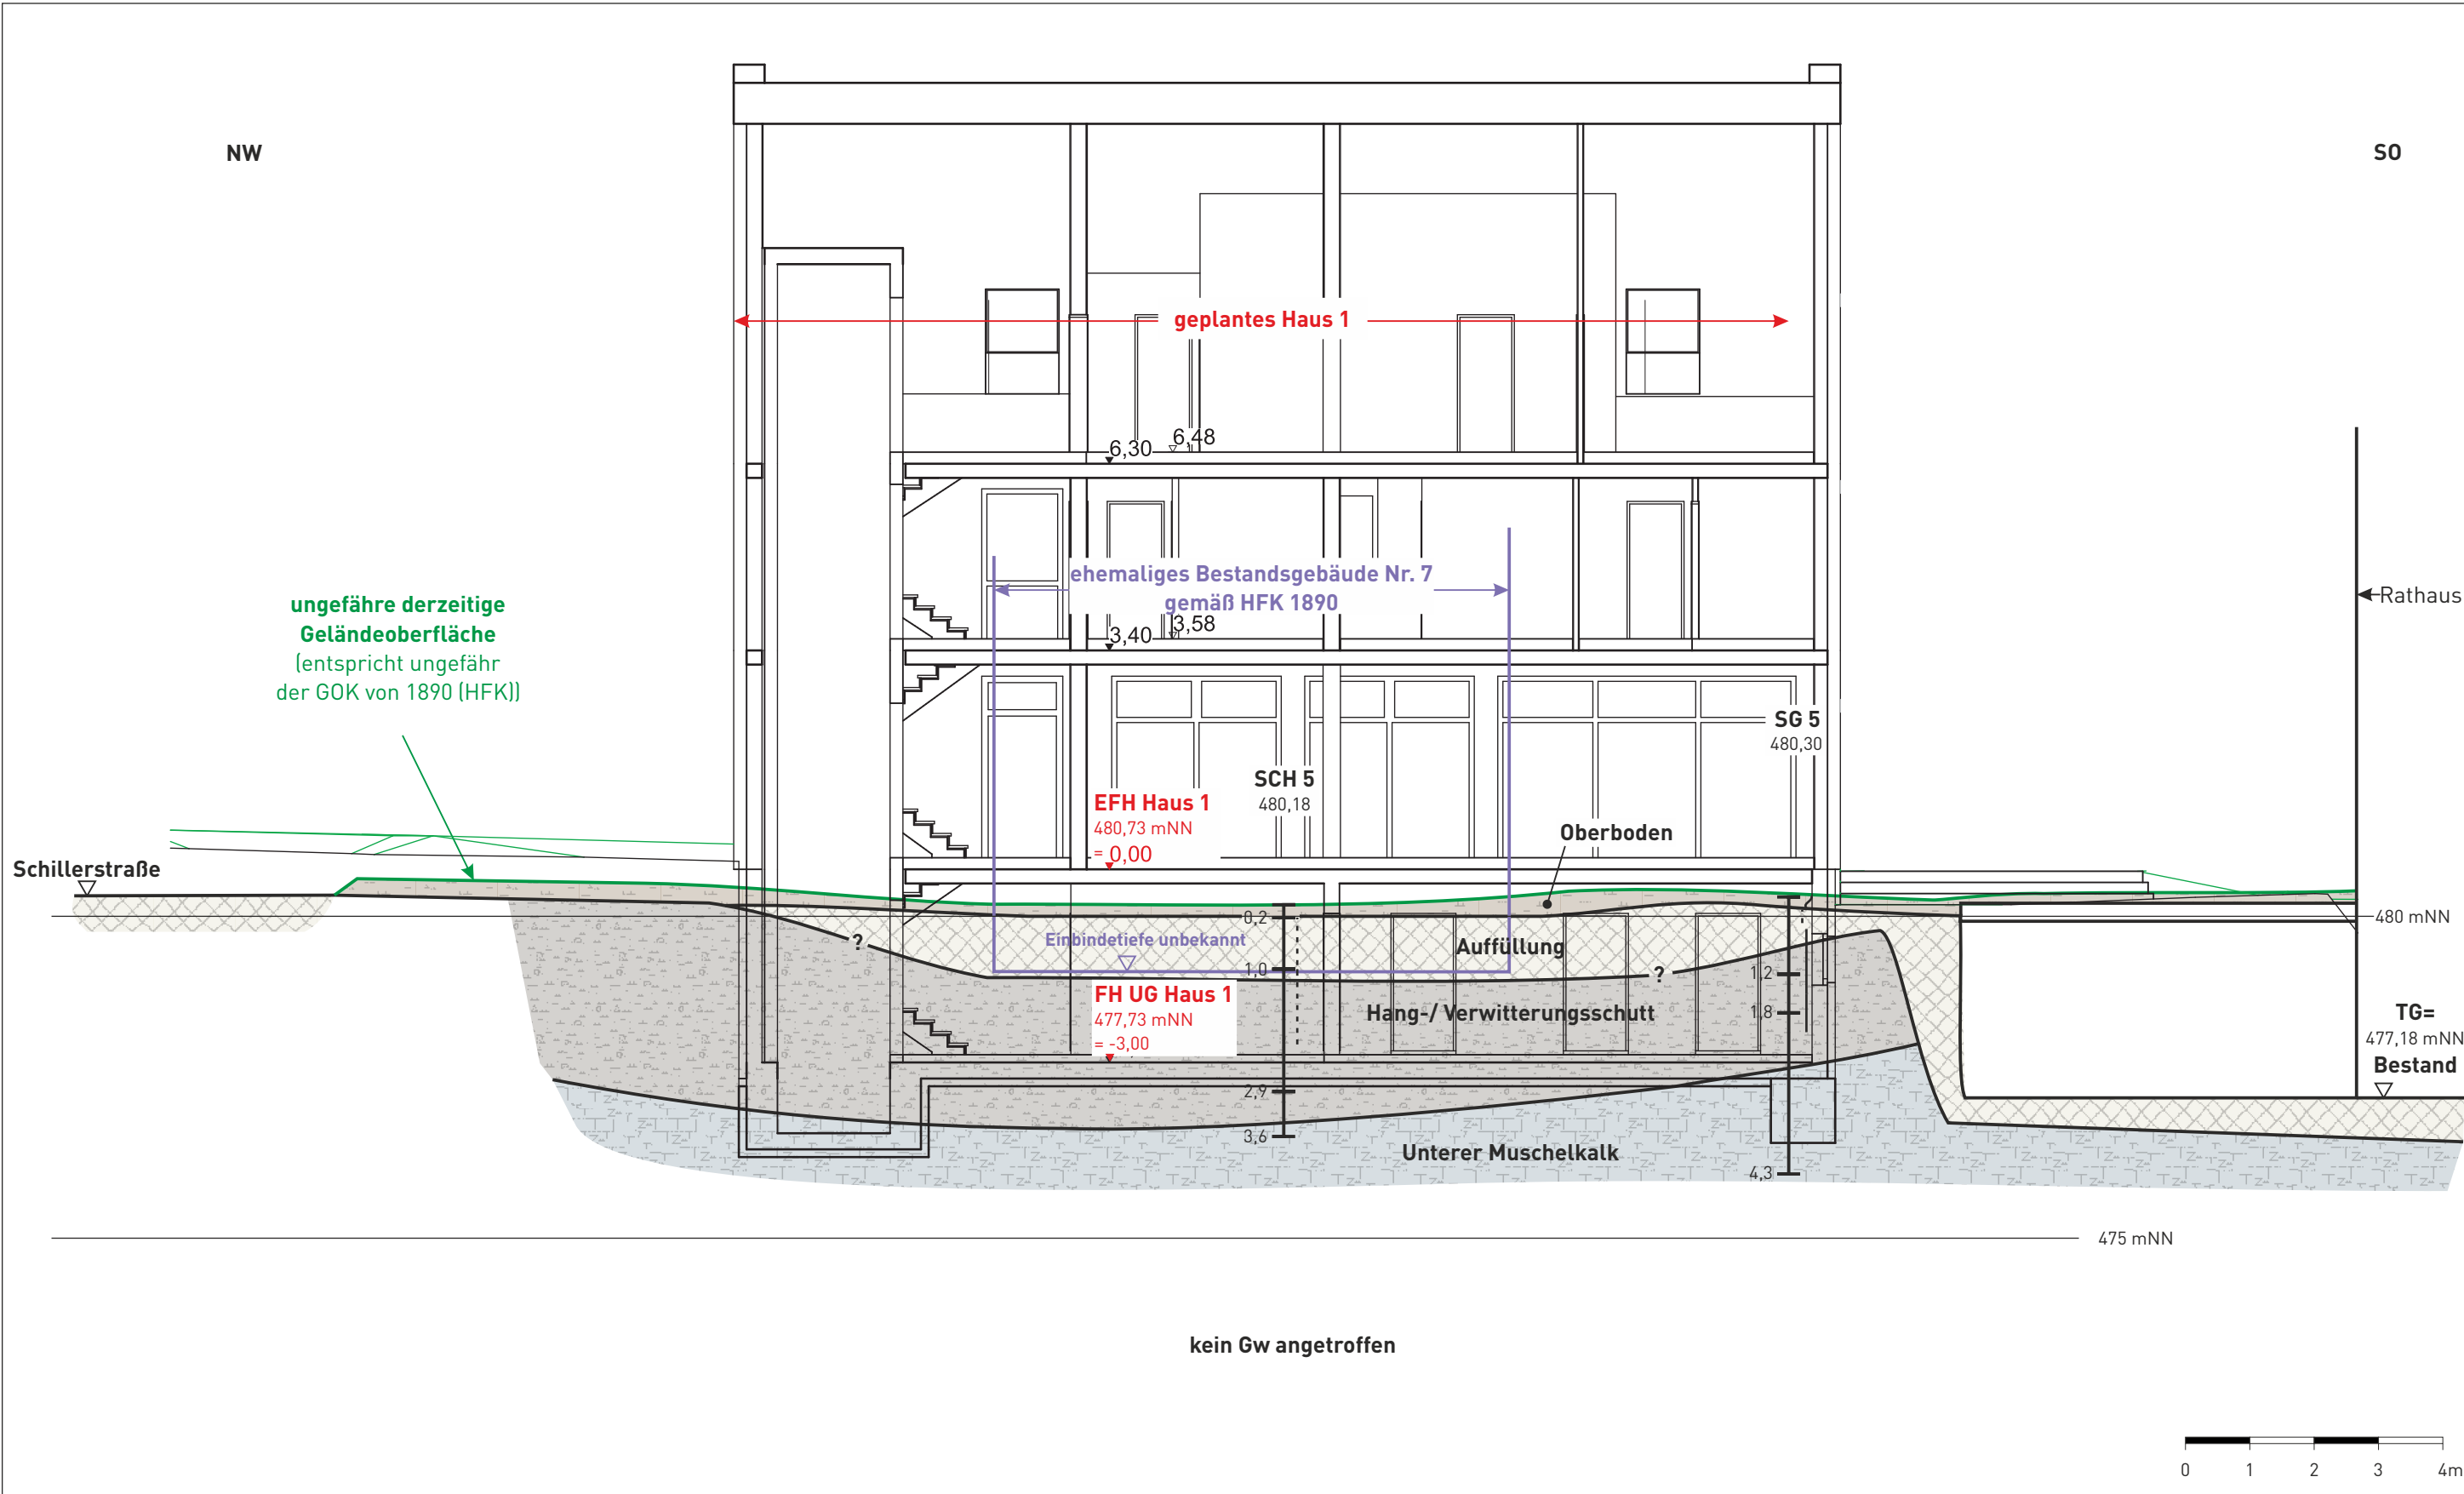 NW
SO
geplantes Haus 1
6,30
6,48
ehemaliges Bestandsgebäude Nr. 7
gemäß HFK 1890
3,40
3,58
Rathaus
ungefähre derzeitige
Geländeoberfläche
(entspricht ungefähr
der GOK von 1890 (HFK))
SG 5
480,30
SCH 5
480,18
EFH Haus 1
480,73 mNN
= 0,00
Oberboden
Schillerstraße
0,2
480 mNN
Einbindetiefe unbekannt
?
Auffüllung
1,0
?
1,2
FH UG Haus 1
477,73 mNN
= -3,00
Hang-/ Verwitterungsschutt
1,8
TG=
477,18 mNN
Bestand
2,9
3,6
Unterer Muschelkalk
4,3
475 mNN
kein Gw angetroffen
0 1 2 3 4m